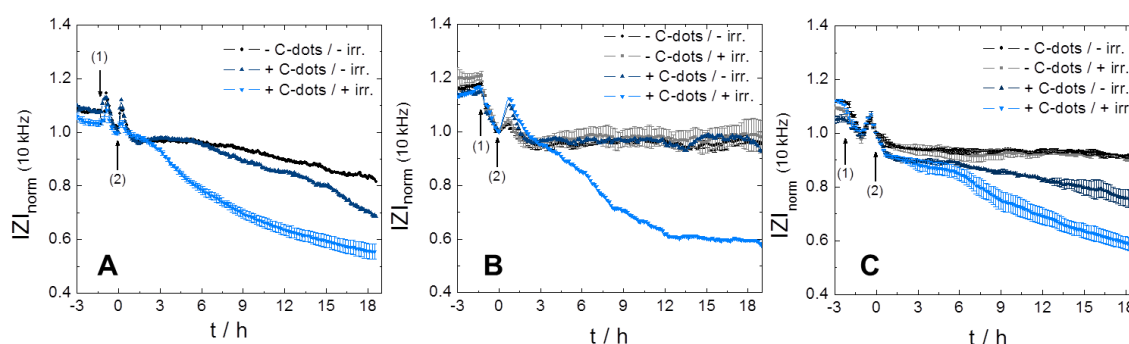 1.4
1.2
1.0
0.8
0.6
0.4
|Z|norm (10 kHz)
(1)
(2)
- C-dots / - irr.
+ C-dots / - irr.
+ C-dots / + irr.
A
-3 0 3 6 9 12 15 18
t / h
1.4
1.2
1.0
0.8
0.6
0.4
|Z|norm (10 kHz)
(1)
(2)
- C-dots / - irr.
- C-dots / + irr.
+ C-dots / - irr.
+ C-dots / + irr.
B
-3 0 3 6 9 12 15 18
t / h
1.4
1.2
1.0
0.8
0.6
0.4
|Z|norm (10 kHz)
(1)
(2)
- C-dots / - irr.
- C-dots / + irr.
+ C-dots / - irr.
+ C-dots / + irr.
C
-3 0 3 6 9 12 15 18
t / h